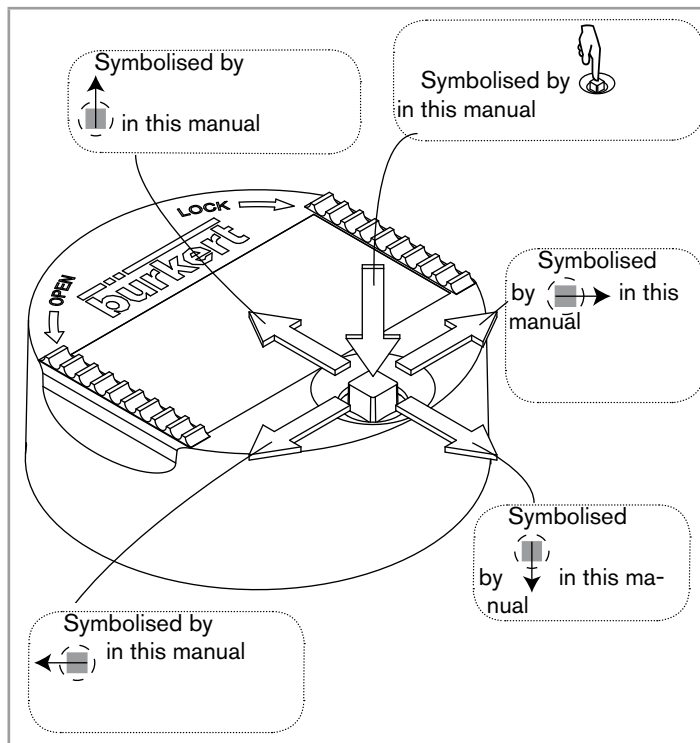 Symbolised by
in this manual
Symbolised by
in this manual
LOCK
burkert
OPEN
Symbolised
by in this
manual
Symbolised
by in this ma-
nual
Symbolised by
in this manual